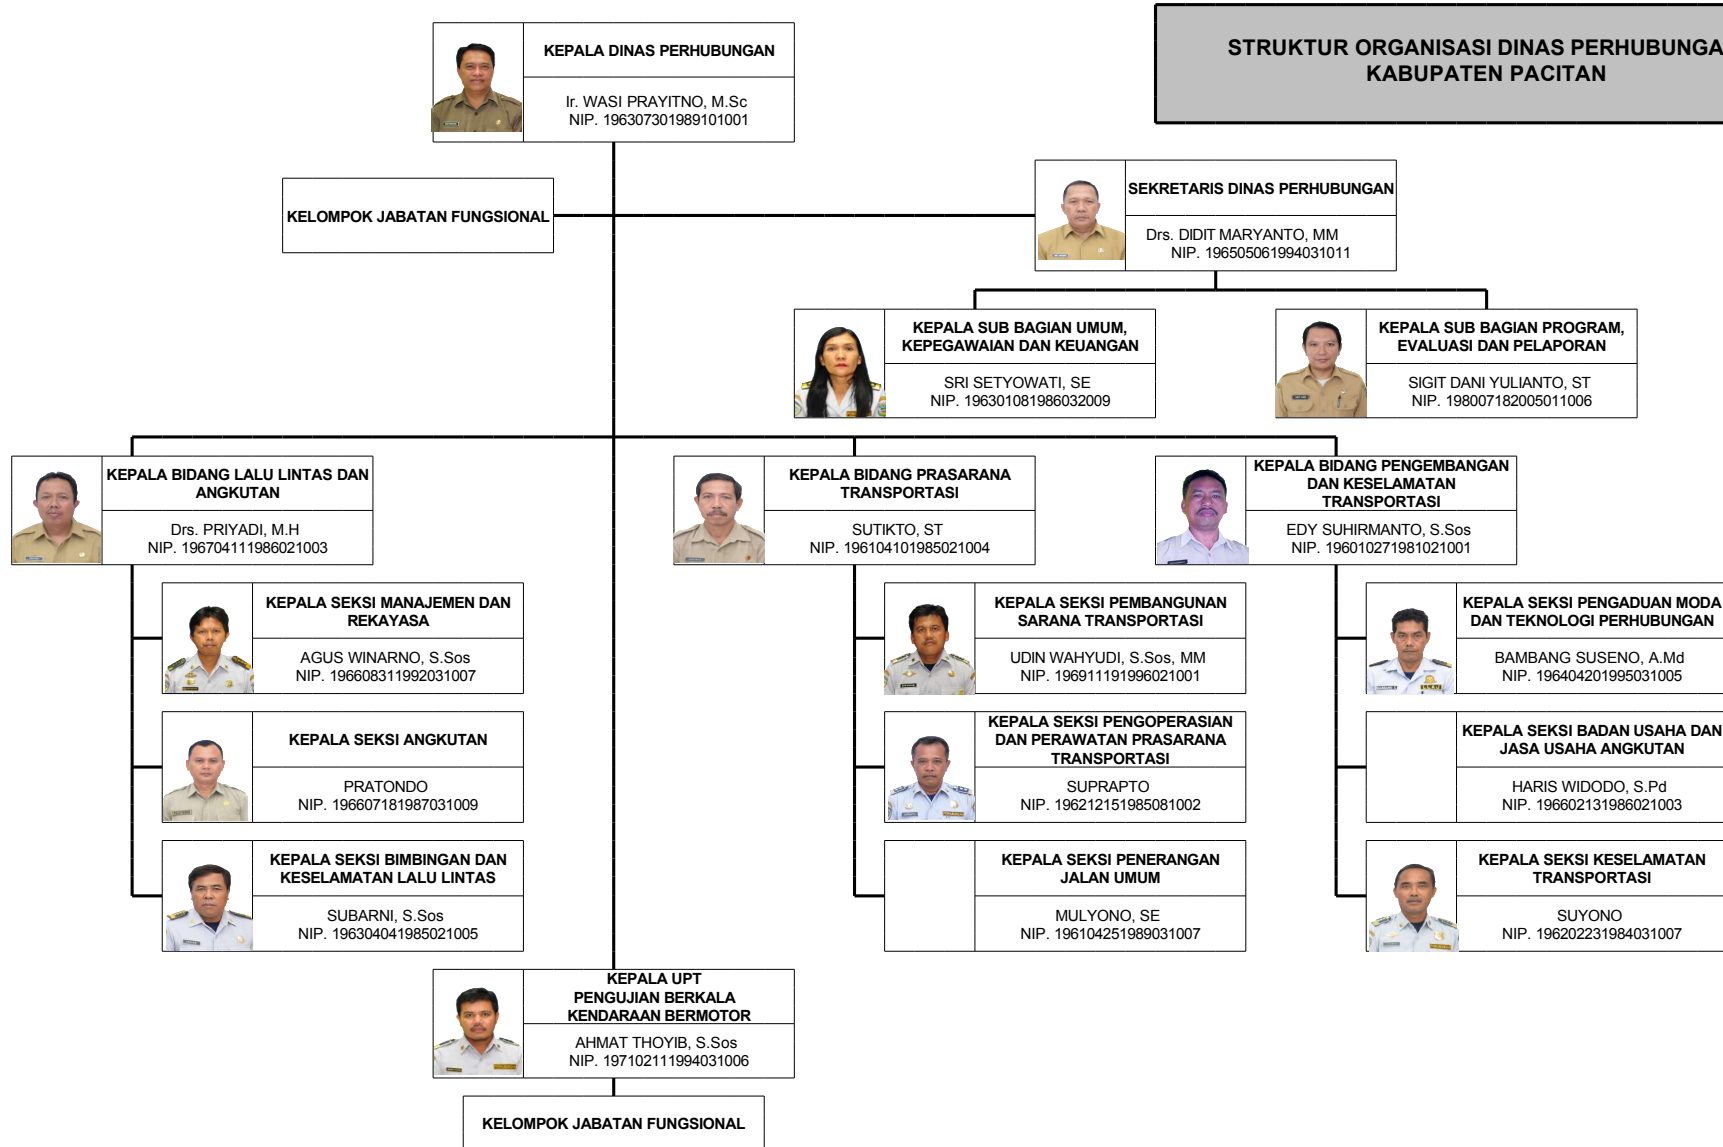 STRUKTUR ORGANISASI DINAS PERHUBUNGA
KABUPATEN PACITAN
KEPALA DINAS PERHUBUNGAN
Ir. WASI PRAYITNO, M.Sc
NIP. 196307301989101001
KELOMPOK JABATAN FUNGSIONAL
SEKRETARIS DINAS PERHUBUNGAN
Drs. DIDIT MARYANTO, MM
NIP. 196505061994031011
KEPALA SUB BAGIAN UMUM,
KEPEGAWAIAN DAN KEUANGAN
SRI SETYOWATI, SE
NIP. 196301081986032009
KEPALA SUB BAGIAN PROGRAM,
EVALUASI DAN PELAPORAN
SIGIT DANI YULIANTO, ST
NIP. 198007182005011006
KEPALA BIDANG LALU LINTAS DAN
ANGKUTAN
Drs. PRIYADI, M.H
NIP. 196704111986021003
KEPALA SEKSI MANAJEMEN DAN
REKAYASA
AGUS WINARNO, S.Sos
NIP. 196608311992031007
KEPALA SEKSI ANGKUTAN
PRATONDO
NIP. 196607181987031009
KEPALA SEKSI BIMBINGAN DAN
KESELAMATAN LALU LINTAS
SUBARNI, S.Sos
NIP. 196304041985021005
KEPALA BIDANG PRASARANA
TRANSPORTASI
SUTIKTO, ST
NIP. 196104101985021004
KEPALA SEKSI PEMBANGUNAN
SARANA TRANSPORTASI
UDIN WAHYUDI, S.Sos, MM
NIP. 196911191996021001
KEPALA SEKSI PENGOPERASIAN
DAN PERAWATAN PRASARANA
TRANSPORTASI
SUPRAPTO
NIP. 196212151985081002
KEPALA SEKSI PENERANGAN
JALAN UMUM
MULYONO, SE
NIP. 196104251989031007
KEPALA BIDANG PENGEMBANGAN
DAN KESELAMATAN
TRANSPORTASI
EDY SUHIRMANTO, S.Sos
NIP. 196010271981021001
KEPALA SEKSI PENGADUAN MODA
DAN TEKNOLOGI PERHUBUNGAN
BAMBANG SUSENO, A.Md
NIP. 196404201995031005
KEPALA SEKSI BADAN USAHA DAN
JASA USAHA ANGKUTAN
HARIS WIDODO, S.Pd
NIP. 196602131986021003
KEPALA SEKSI KESELAMATAN
TRANSPORTASI
SUYONO
NIP. 196202231984031007
KEPALA UPT
PENGUJIAN BERKALA
KENDARAAN BERMOTOR
AHMAT THOYIB, S.Sos
NIP. 197102111994031006
KELOMPOK JABATAN FUNGSIONAL